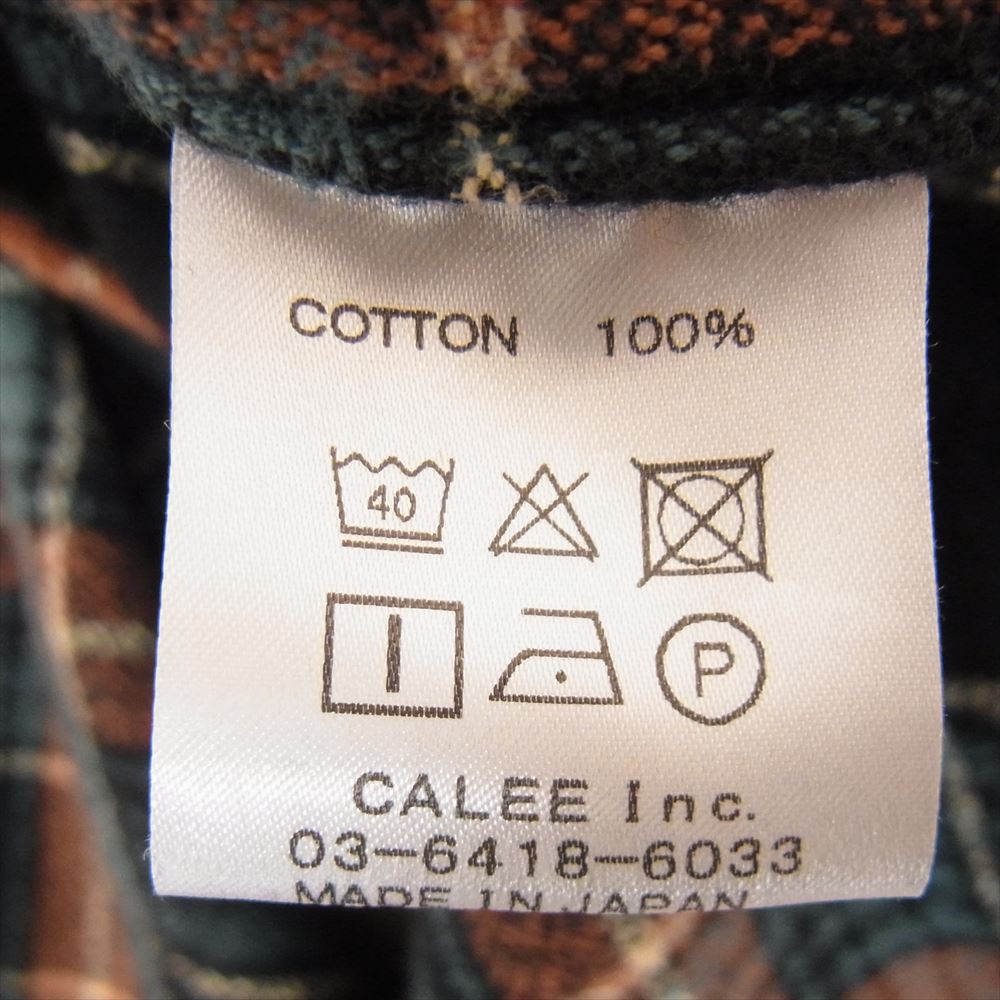 COTTON 100%
40
P
CALEE Inc.
03-6418-6033
MADE IN JAPAN